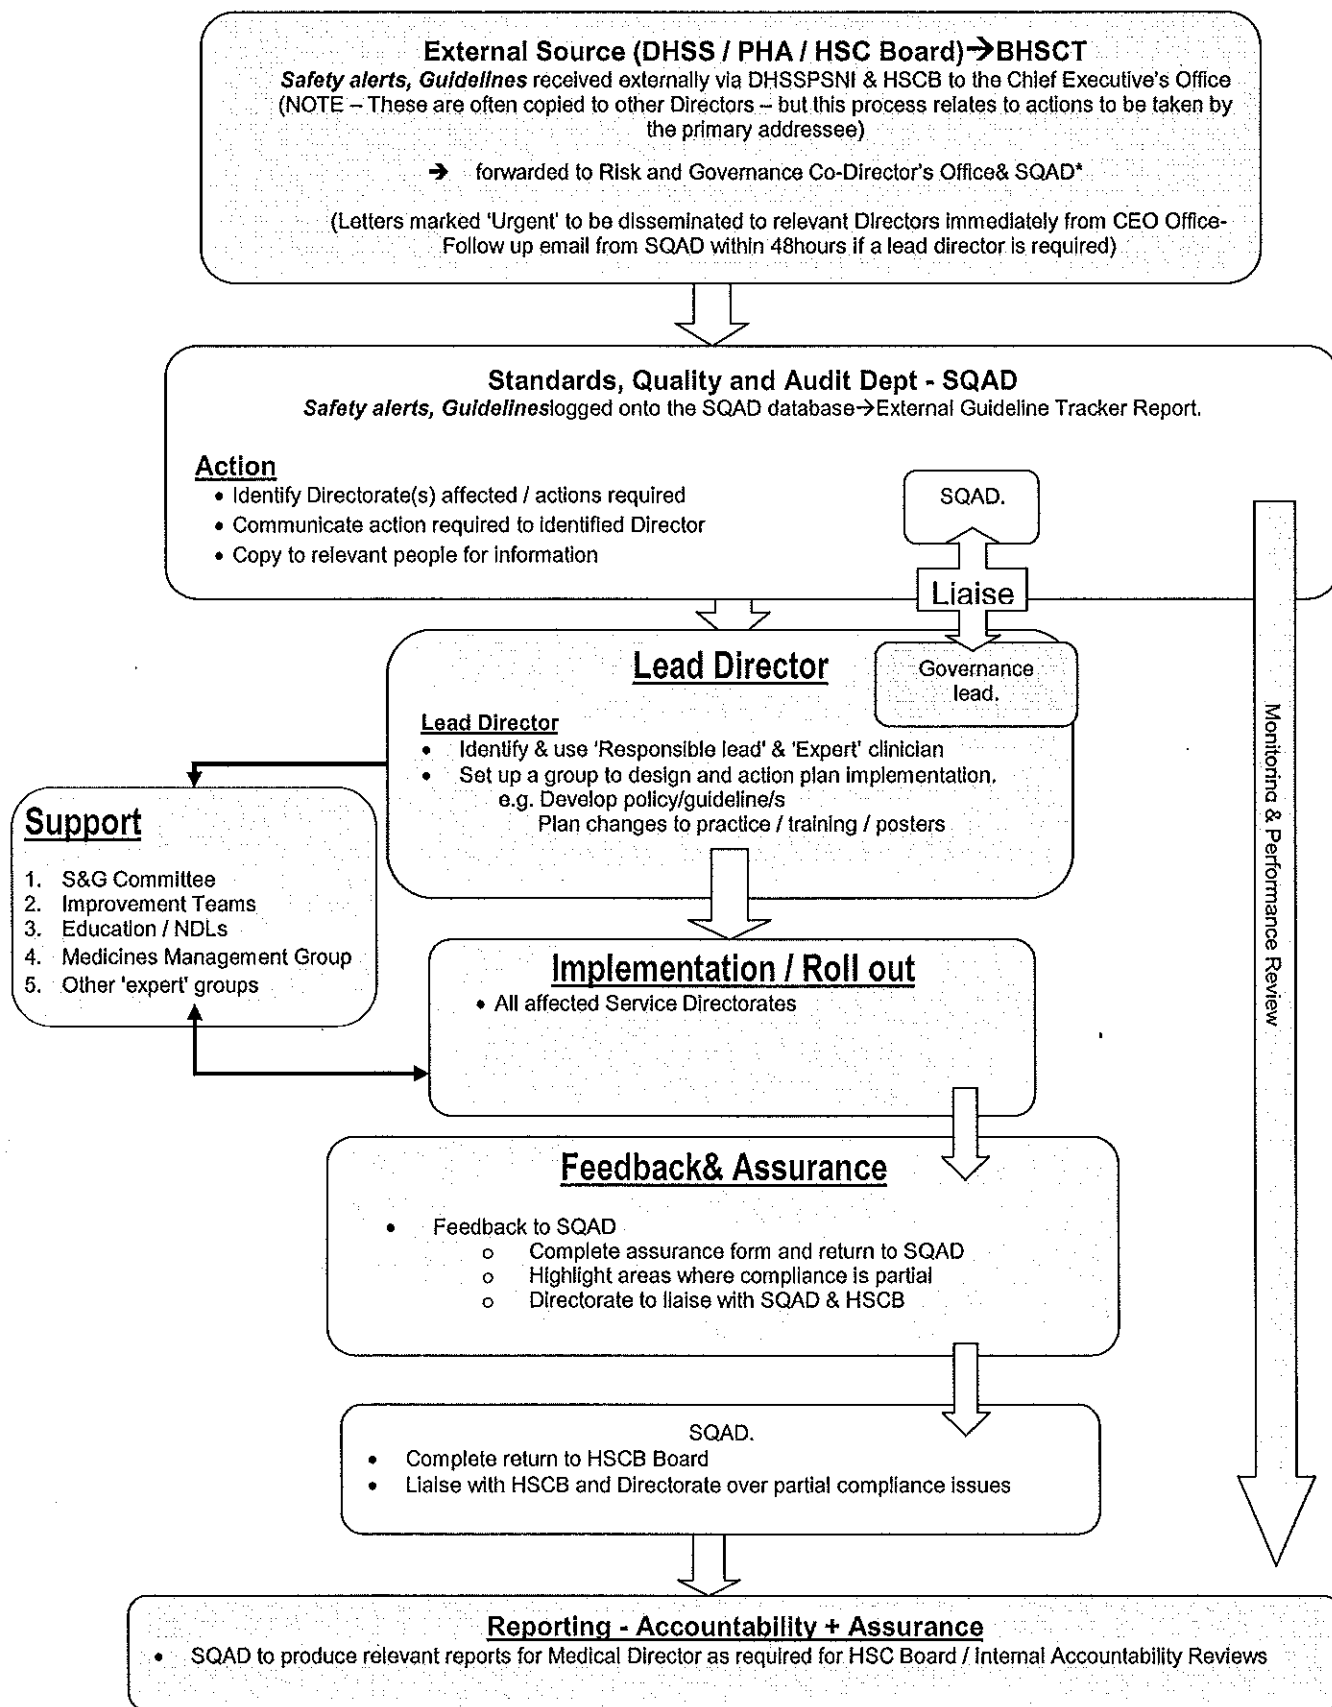 External Source (DHSS / PHA / HSC Board)➔BHSCT
Safety alerts, Guidelines received externally via DHSSPSNI & HSCB to the Chief Executive's Office
(NOTE – These are often copied to other Directors – but this process relates to actions to be taken by
the primary addressee)
➔ forwarded to Risk and Governance Co-Director's Office& SQAD*
(Letters marked 'Urgent' to be disseminated to relevant Directors immediately from CEO Office-
Follow up email from SQAD within 48hours if a lead director is required)
Standards, Quality and Audit Dept - SQAD
Safety alerts, Guidelineslogged onto the SQAD database→External Guideline Tracker Report.
Action
• Identify Directorate(s) affected / actions required
• Communicate action required to identified Director
• Copy to relevant people for information
SQAD.
Liaise
Governance
lead.
Lead Director
Lead Director
• Identify & use 'Responsible lead' & 'Expert' clinician
• Set up a group to design and action plan implementation.
e.g. Develop policy/guideline/s
Plan changes to practice / training / posters
Support
1. S&G Committee
2. Improvement Teams
3. Education / NDLs
4. Medicines Management Group
5. Other 'expert' groups
Implementation / Roll out
• All affected Service Directorates
Monitoring & Performance Review
Feedback& Assurance
• Feedback to SQAD
o Complete assurance form and return to SQAD
o Highlight areas where compliance is partial
o Directorate to liaise with SQAD & HSCB
SQAD.
• Complete return to HSCB Board
• Liaise with HSCB and Directorate over partial compliance issues
Reporting - Accountability + Assurance
• SQAD to produce relevant reports for Medical Director as required for HSC Board / Internal Accountability Reviews